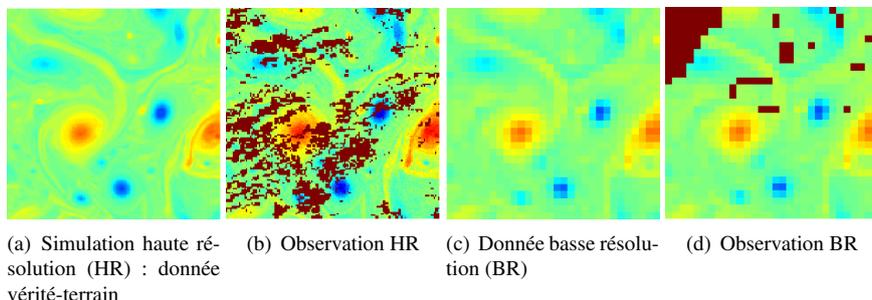 (a) Simulation haute ré-
solution (HR) : donnée
vérité-terrain
(b) Observation HR
(c) Donnée basse résolu-
tion (BR)
(d) Observation BR